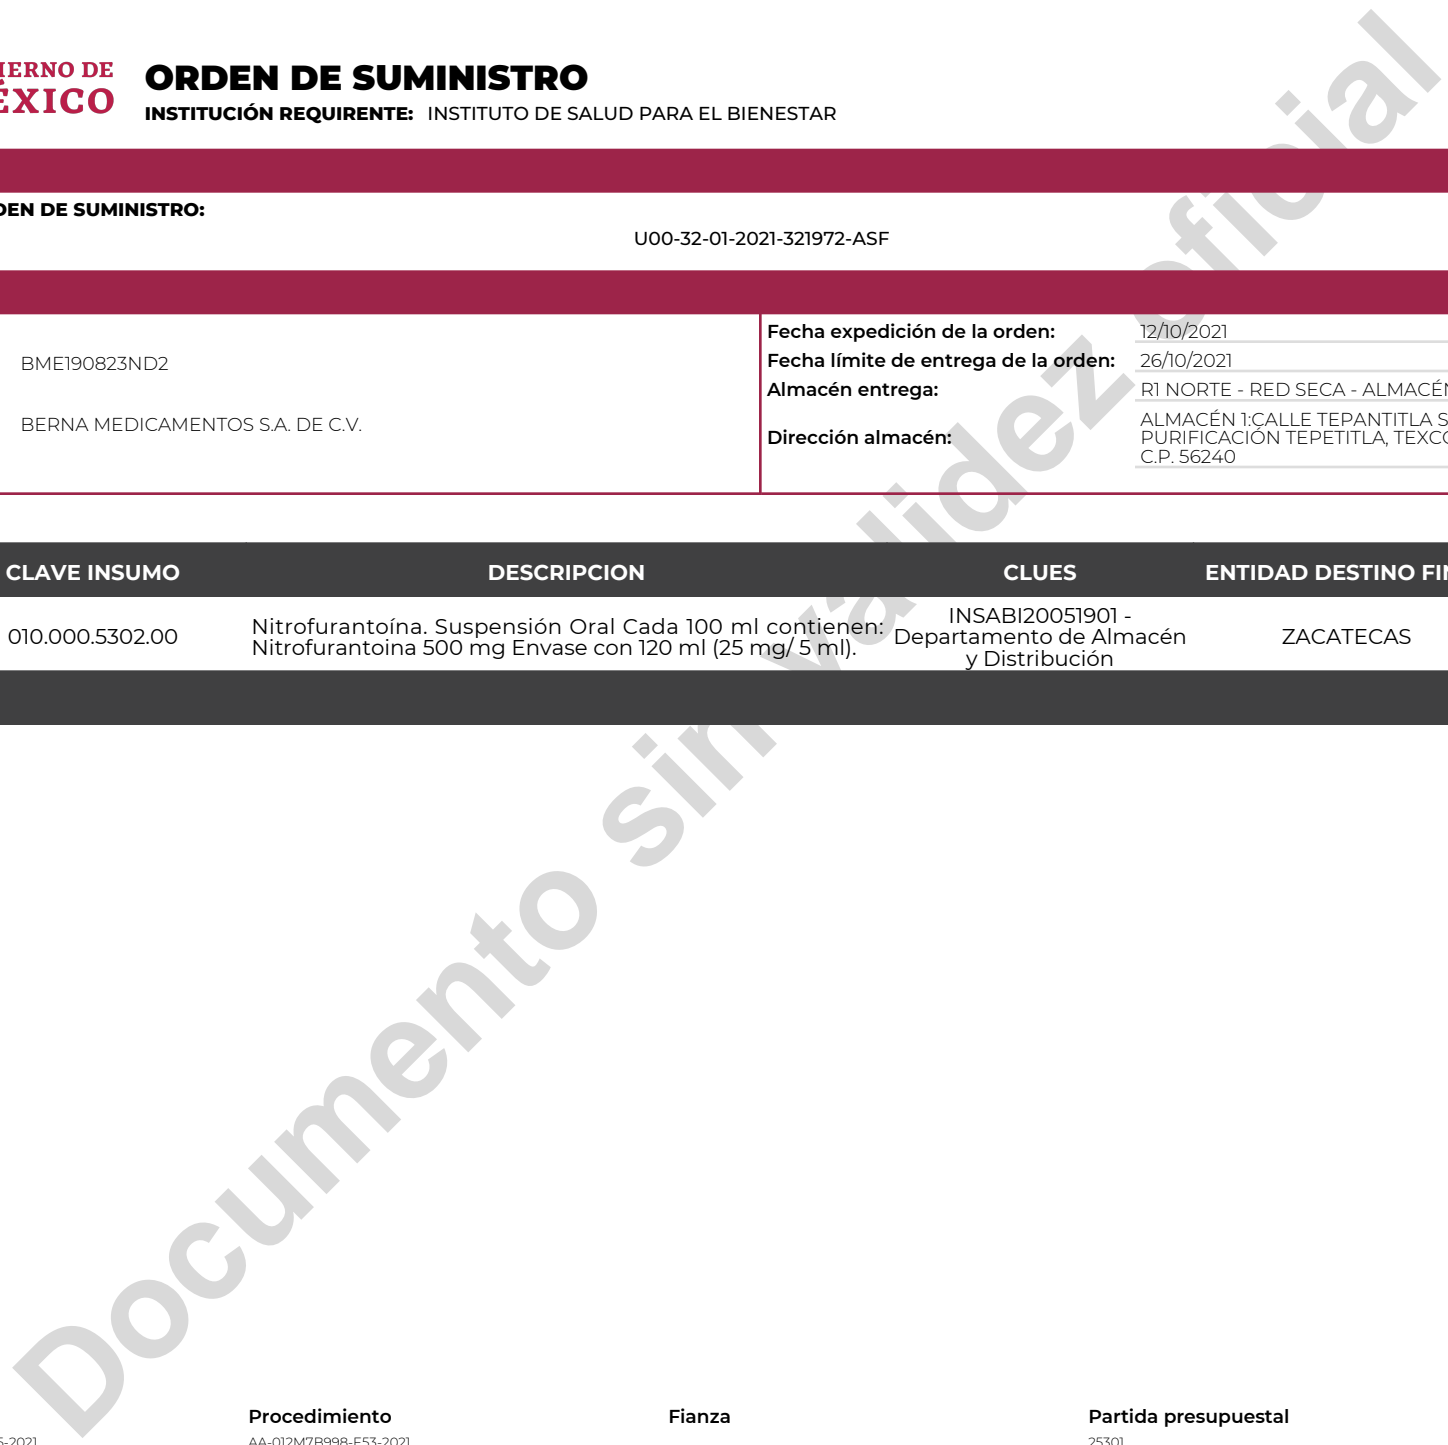 IERNO DE
ÉXICO
ORDEN DE SUMINISTRO
INSTITUCIÓN REQUIRENTE: INSTITUTO DE SALUD PARA EL BIENESTAR
DEN DE SUMINISTRO:
U00-32-01-2021-321972-ASF
BME190823ND2
BERNA MEDICAMENTOS S.A. DE C.V.
Fecha expedición de la orden: 12/10/2021
Fecha límite de entrega de la orden: 26/10/2021
Almacén entrega: R1 NORTE - RED SECA - ALMACÉN
Dirección almacén: ALMACÉN 1:CALLE TEPANTITLA S
PURIFICACIÓN TEPETITLA, TEXCO
C.P. 56240
CLAVE INSUMO DESCRIPCION CLUES ENTIDAD DESTINO FIN
010.000.5302.00
Nitrofurantoína. Suspensión Oral Cada 100 ml contienen:
Nitrofurantoina 500 mg Envase con 120 ml (25 mg/ 5 ml).
INSABI20051901 -
Departamento de Almacén
y Distribución
ZACATECAS
Documento sin validez oficial
Procedimiento Fianza Partida presupuestal
-2021 AA-012M7B998-E53-2021 25301